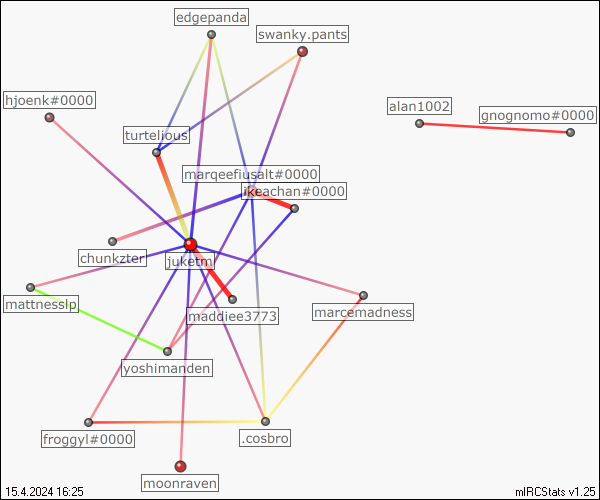 edgepanda
swanky.pants
hjoenk#0000
alan1002
gnognomo#0000
turtelious
marqeefiusalt#0000
ikeachan#0000
chunkzter
juketm
mattnesslp
maddiee3773
marcemadness
yoshimanden
froggyl#0000
.cosbro
moonraven
15.4.2024 16:25
mIRCStats v1.25